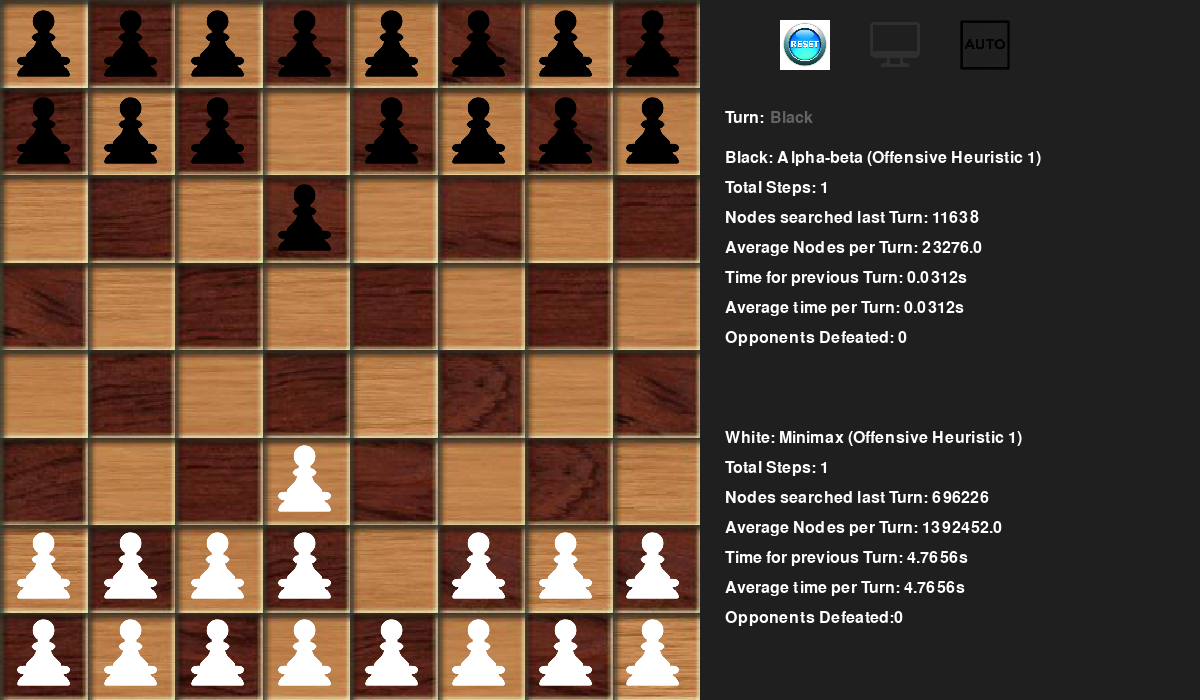 RESET
AUTO
Turn: Black
Black: Alpha-beta (Offensive Heuristic 1)
Total Steps: 1
Nodes searched last Turn: 11638
Average Nodes per Turn: 23276.0
Time for previous Turn: 0.0312s
Average time per Turn: 0.0312s
Opponents Defeated: 0
White: Minimax (Offensive Heuristic 1)
Total Steps: 1
Nodes searched last Turn: 696226
Average Nodes per Turn: 1392452.0
Time for previous Turn: 4.7656s
Average time per Turn: 4.7656s
Opponents Defeated:0